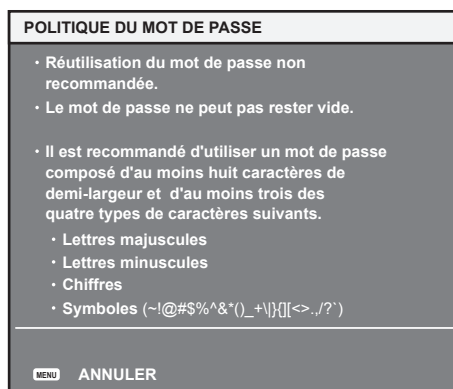 POLITIQUE DU MOT DE PASSE
· Réutilisation du mot de passe non
recommandée.
· Le mot de passe ne peut pas rester vide.
· Il est recommandé d'utiliser un mot de passe
composé d'au moins huit caractères de
demi-largeur et d'au moins trois des
quatre types de caractères suivants.
· Lettres majuscules
· Lettres minuscules
· Chiffres
· Symboles (~!@#$%^&*()_+\|}{][<>.,/?`)
MENU ANNULER